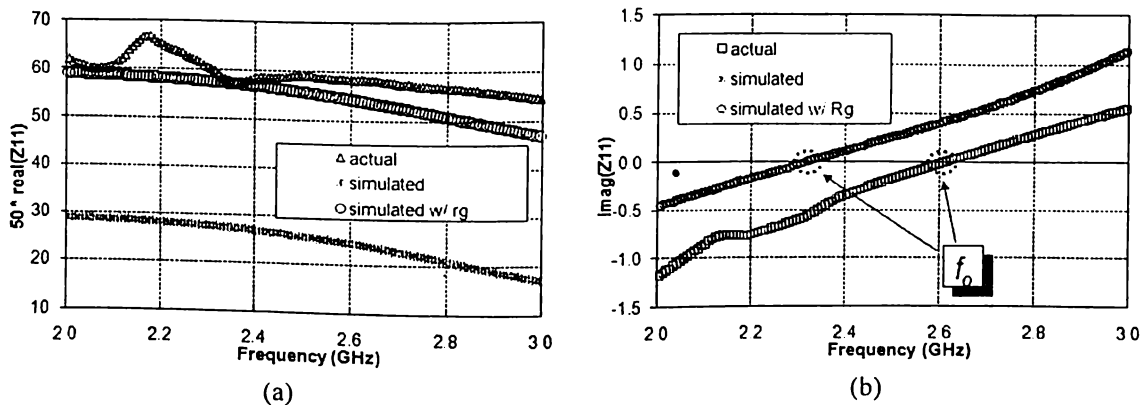 70
60
50
40
30
20
10
50 * real(Z11)
actual
simulated
simulated w/ rg
2.0
2.2
2.4
2.6
2.8
3.0
Frequency (GHz)
(a)
1.5
1.0
0.5
0.0
-0.5
-1.0
-1.5
Imag(Z11)
actual
simulated
simulated w/ Rg
fo
2.0
2.2
2.4
2.6
2.8
3.0
Frequency (GHz)
(b)